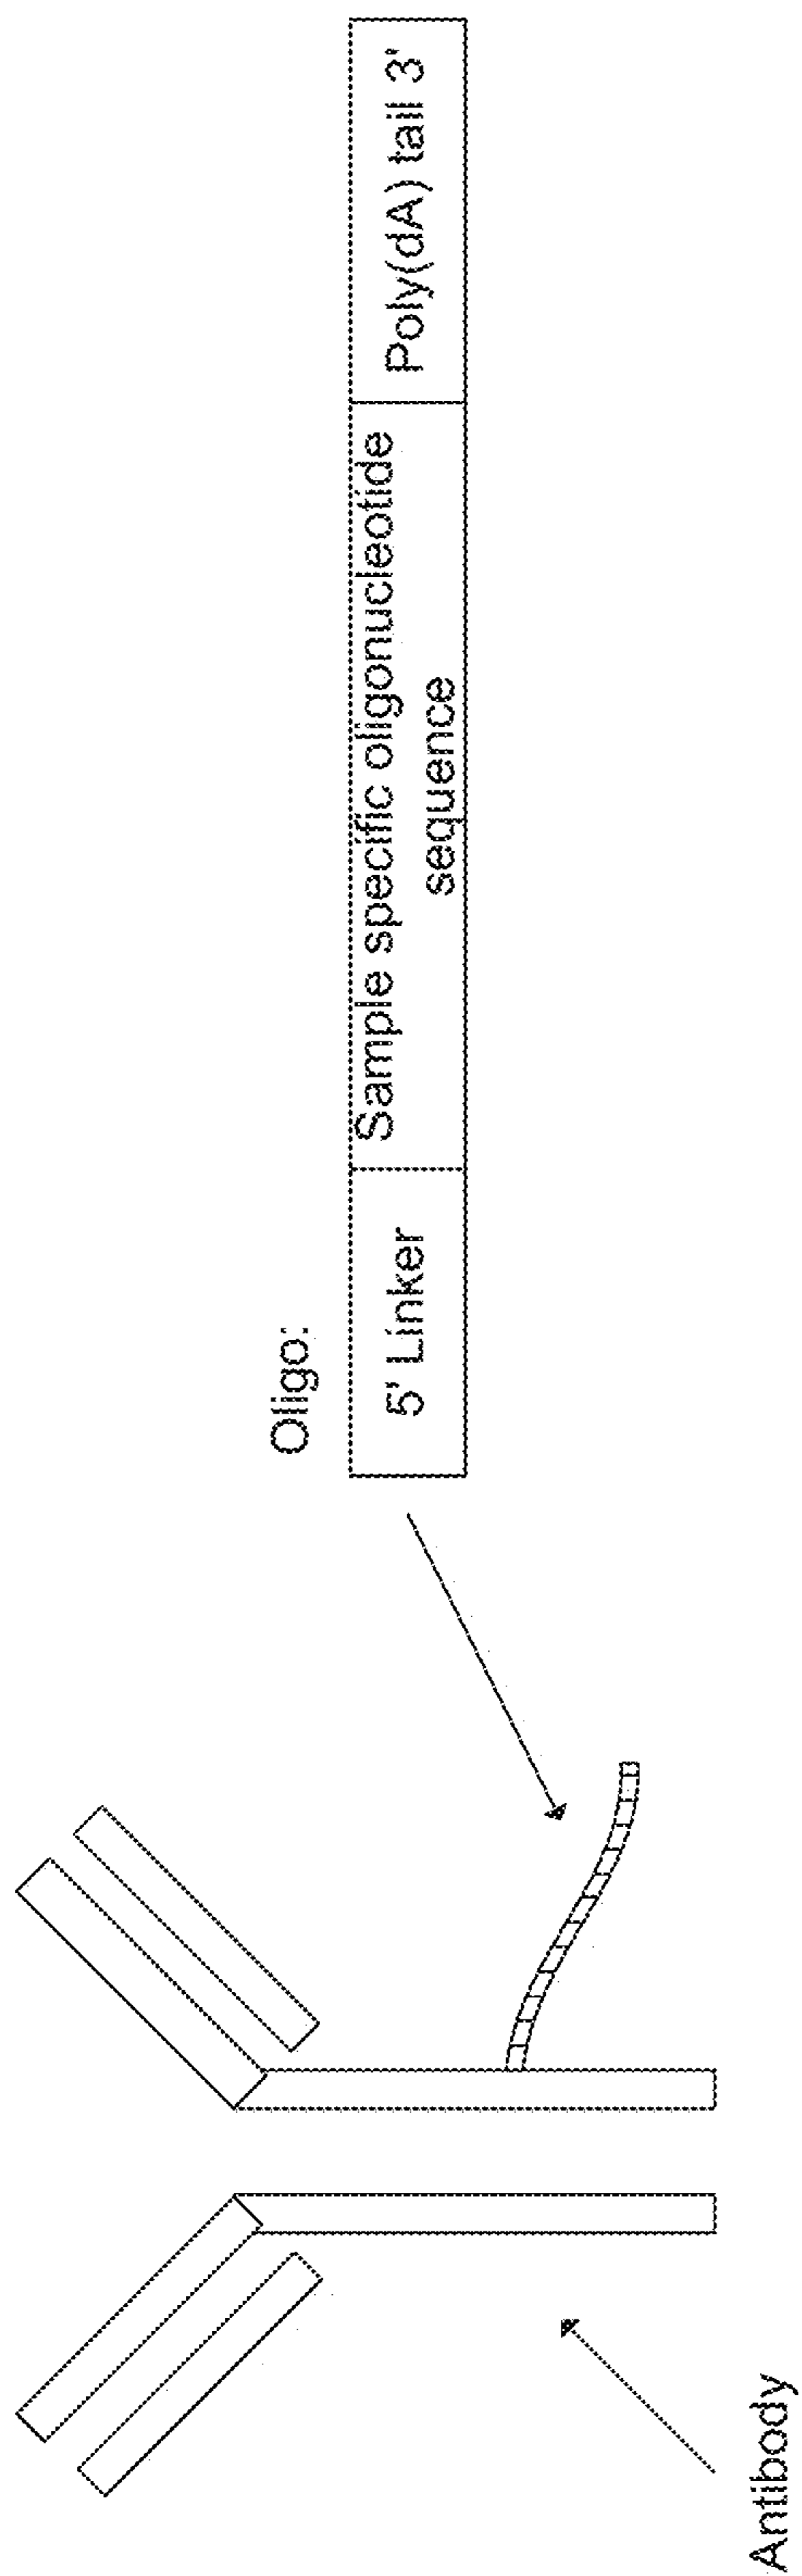 Oligo:
5' Linker
Sample specific oligonucleotide
sequence
Poly(dA) tail 3'
Antibody